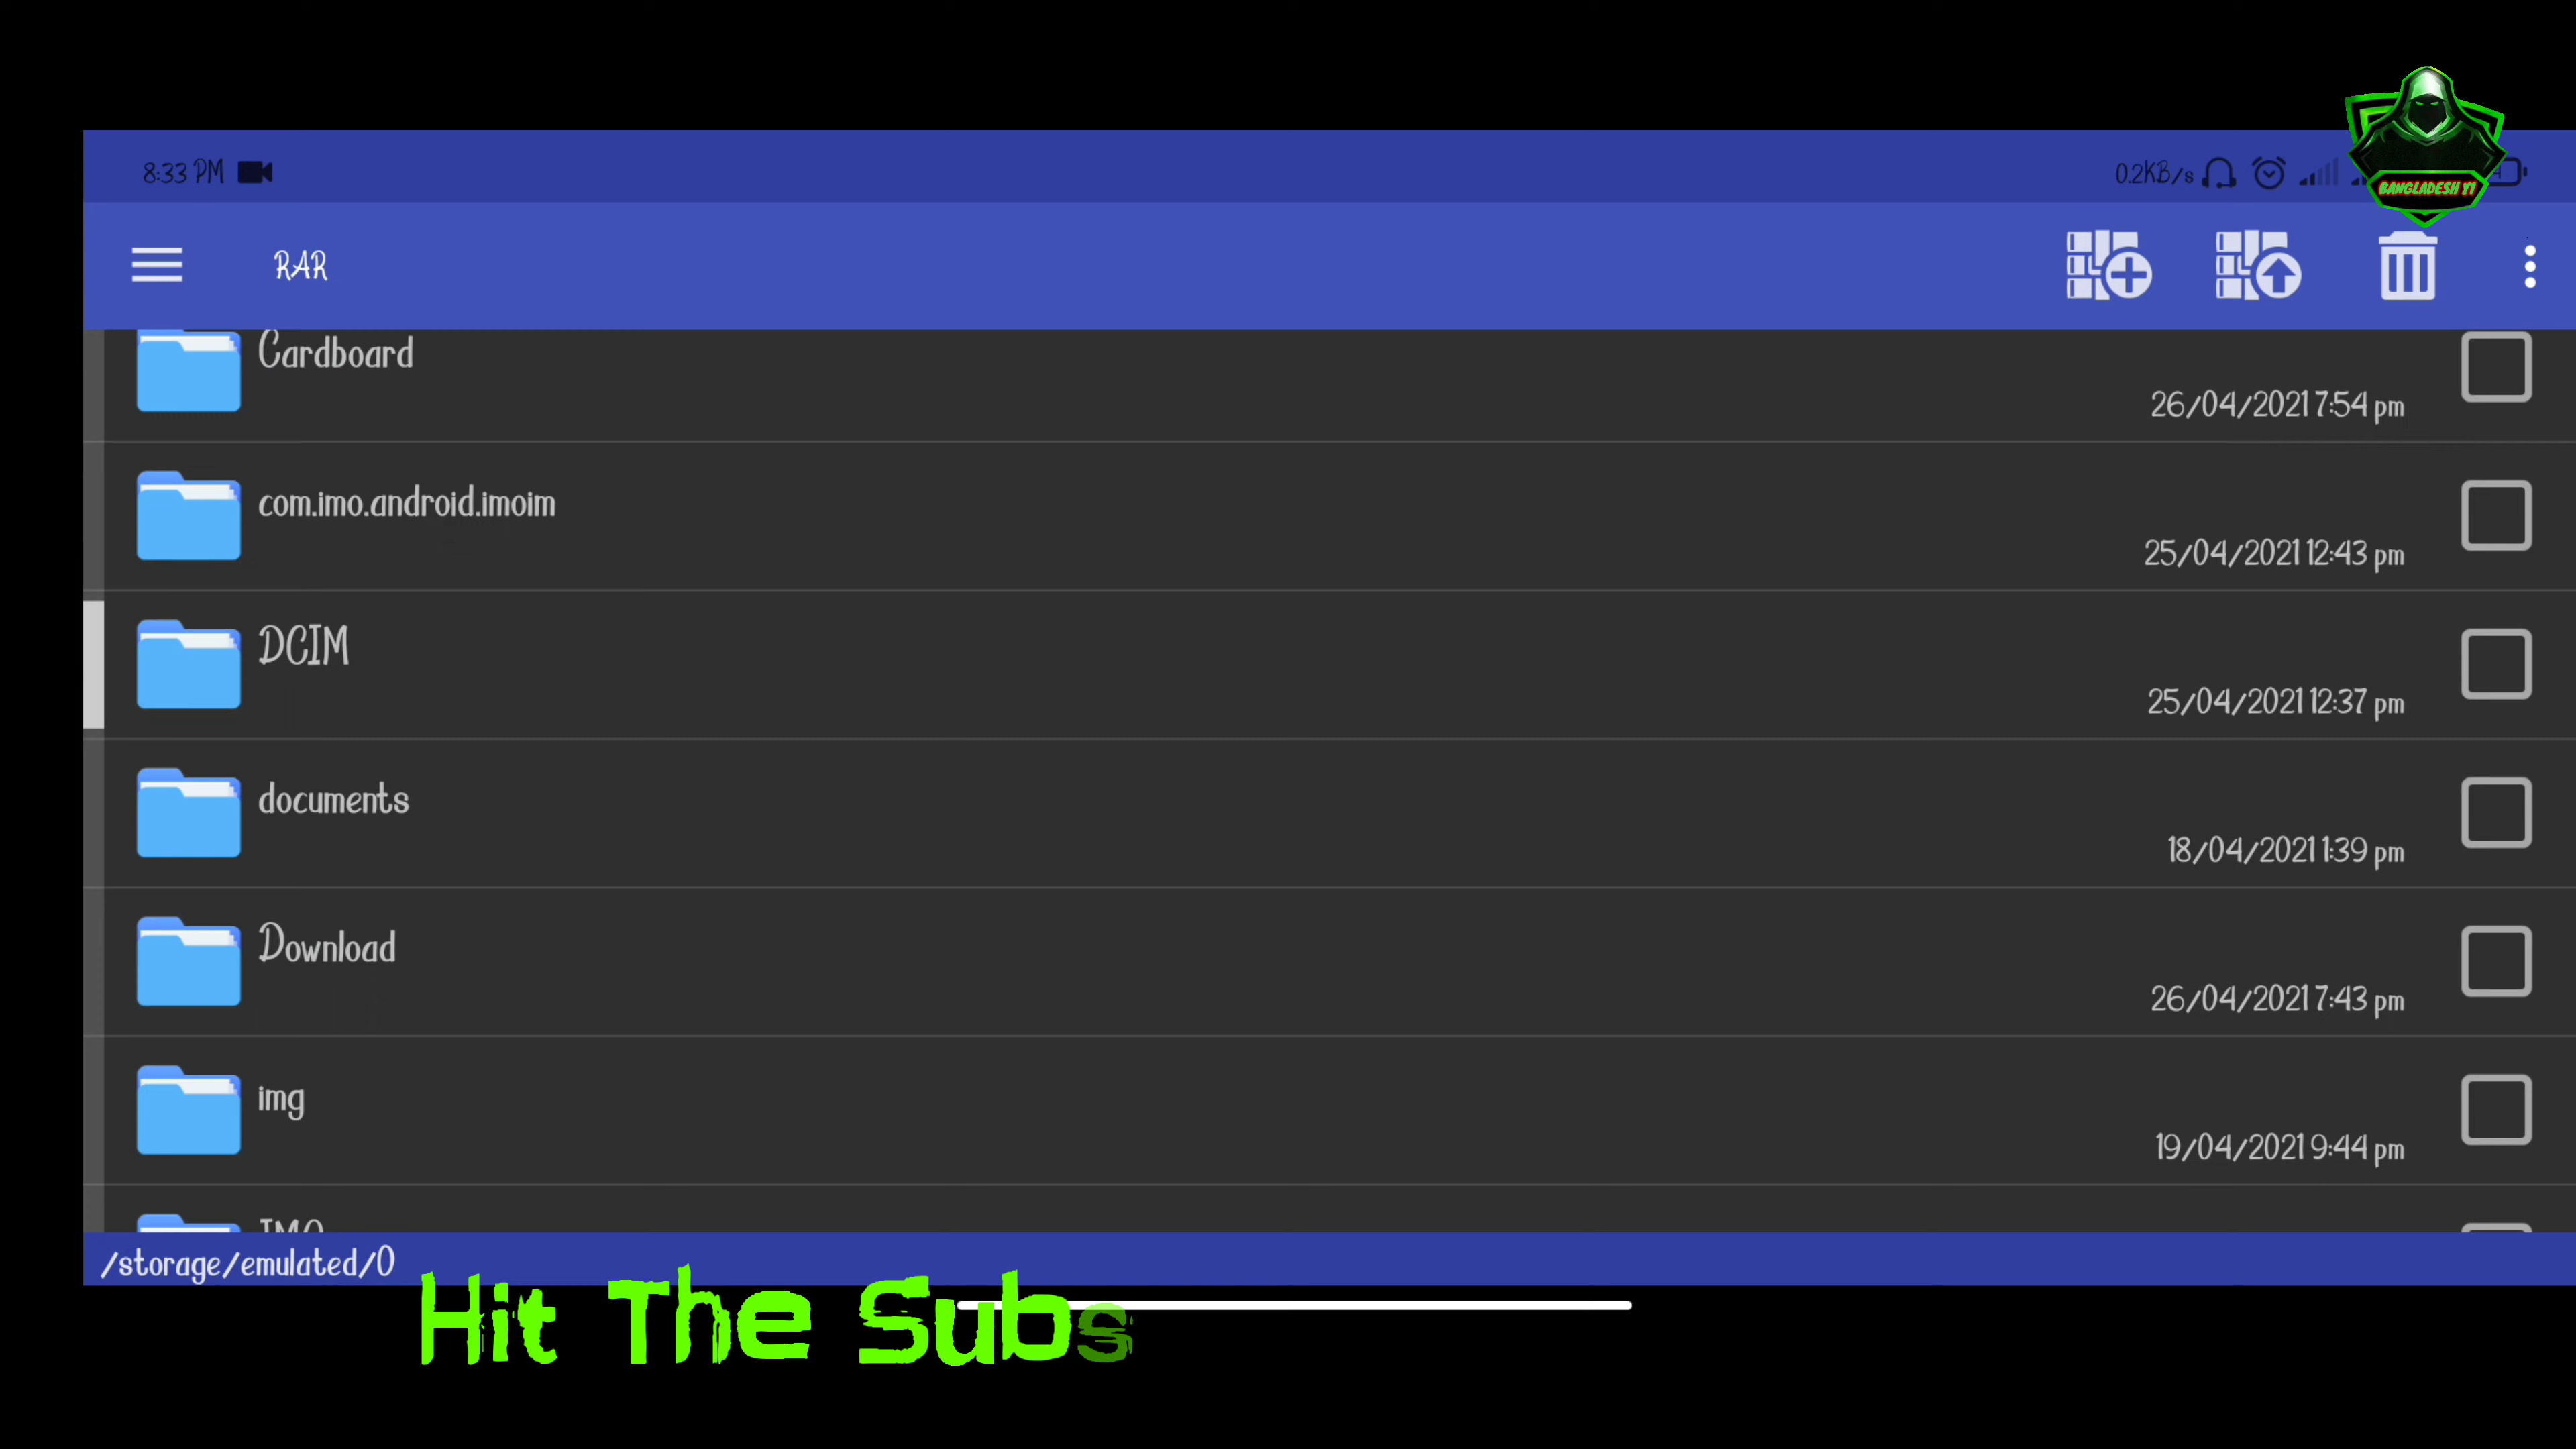 8:33 PM
0.2KB/s
BANGLADESH YT
RAR
Cardboard
26/04/2021 7:54 pm
com.imo.android.imoim
25/04/2021 12:43 pm
DCIM
25/04/2021 12:37 pm
documents
18/04/2021 1:39 pm
Download
26/04/2021 7:43 pm
img
19/04/2021 9:44 pm
IMO
/storage/emulated/0
Hit The Subs